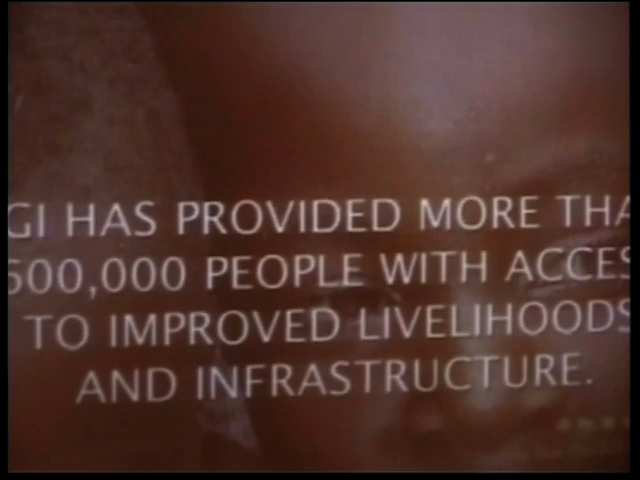 GI HAS PROVIDED MORE THA
500,000 PEOPLE WITH ACCES
TO IMPROVED LIVELIHOODS
AND INFRASTRUCTURE.